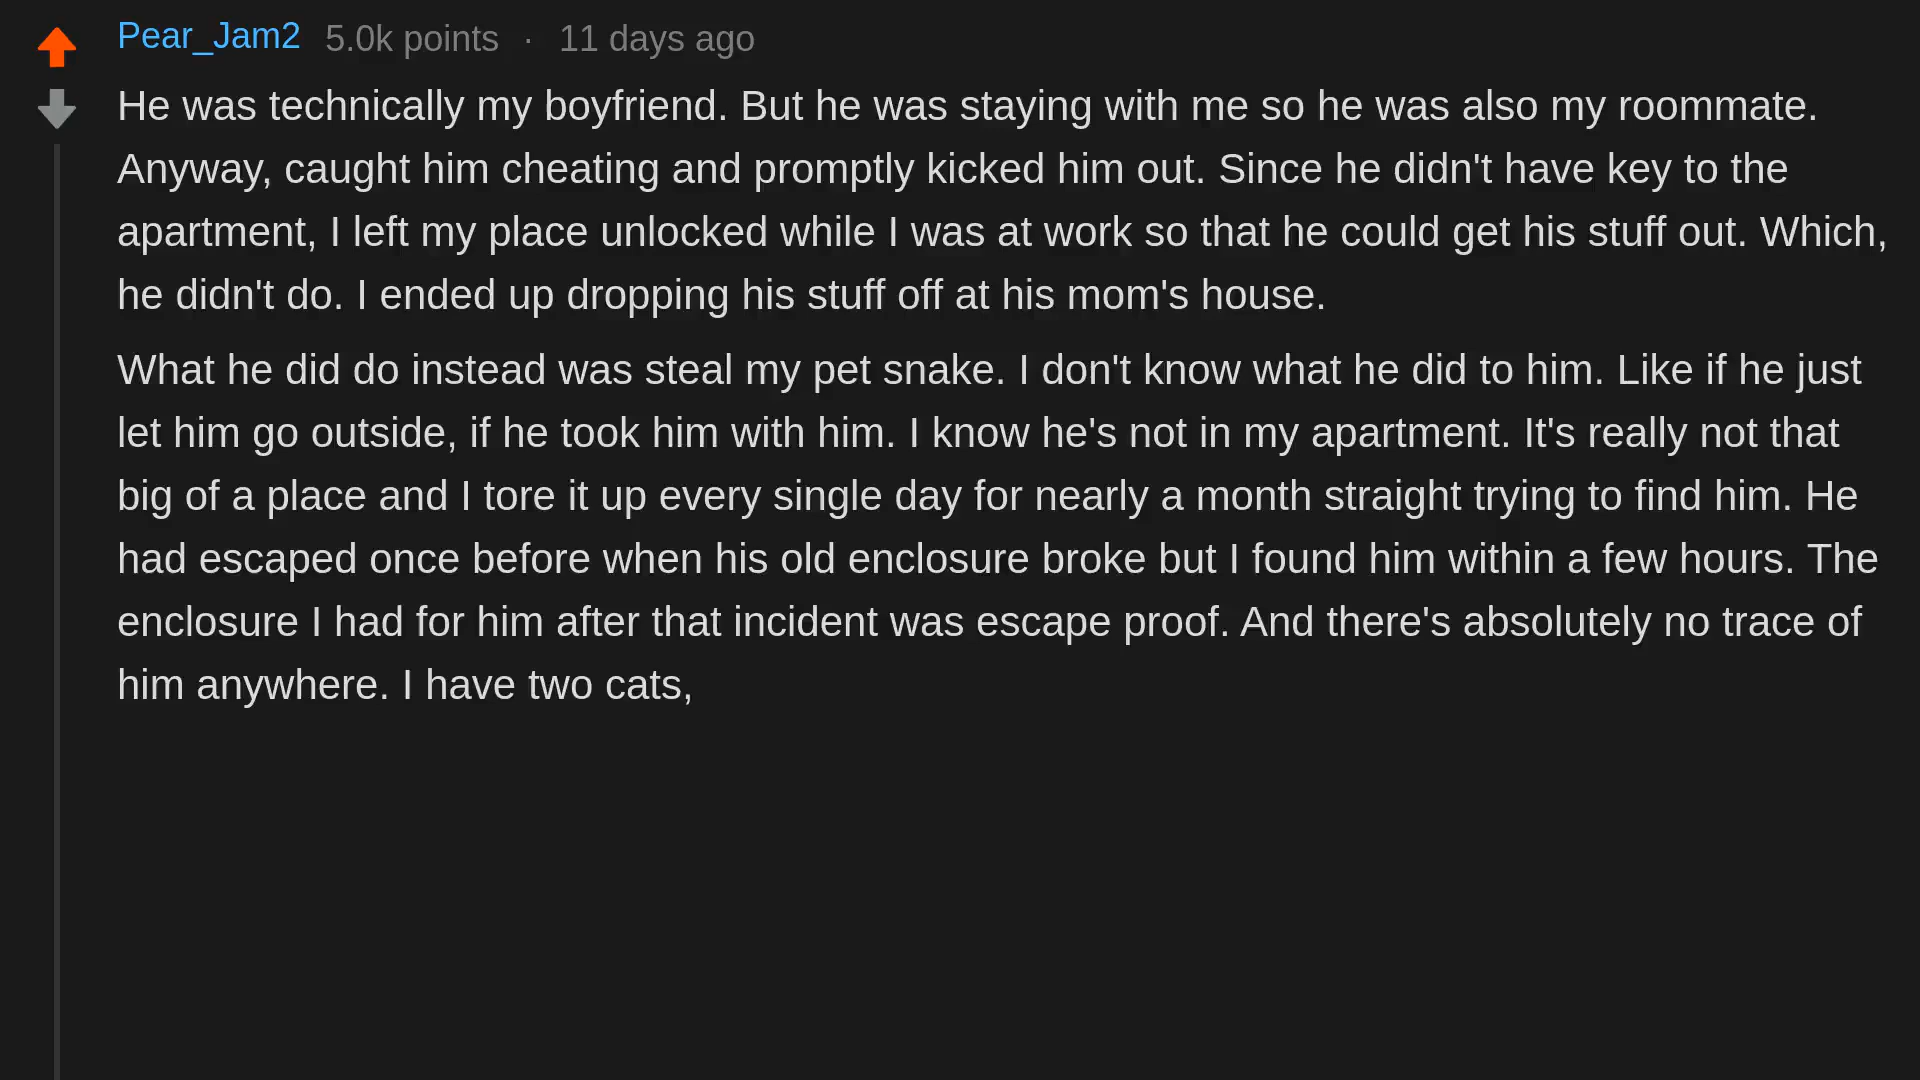 Pear_Jam2 5.0k points · 11 days ago
He was technically my boyfriend. But he was staying with me so he was also my roommate.
Anyway, caught him cheating and promptly kicked him out. Since he didn't have key to the
apartment, I left my place unlocked while I was at work so that he could get his stuff out. Which,
he didn't do. I ended up dropping his stuff off at his mom's house.
What he did do instead was steal my pet snake. I don't know what he did to him. Like if he just
let him go outside, if he took him with him. I know he's not in my apartment. It's really not that
big of a place and I tore it up every single day for nearly a month straight trying to find him. He
had escaped once before when his old enclosure broke but I found him within a few hours. The
enclosure I had for him after that incident was escape proof. And there's absolutely no trace of
him anywhere. I have two cats,